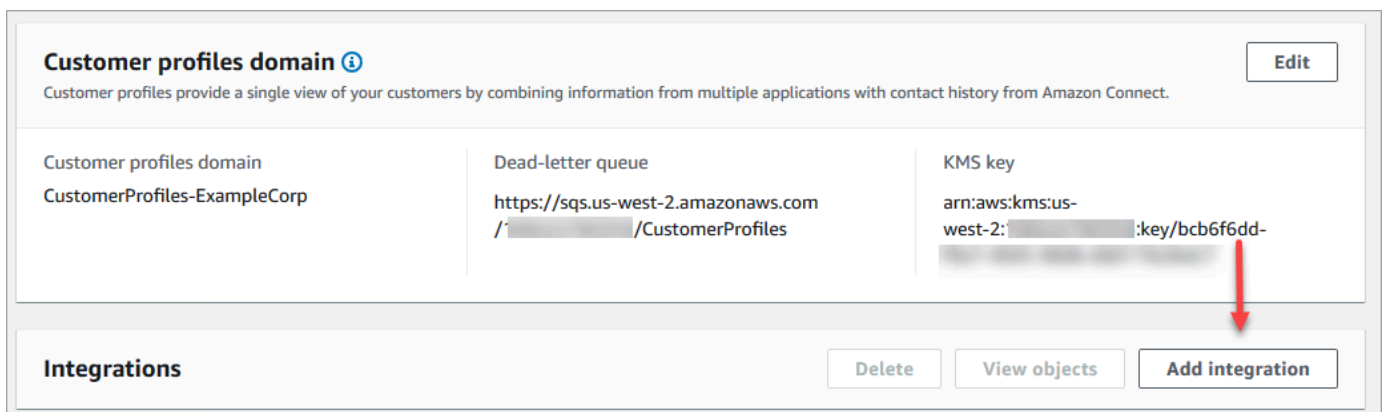 Customer profiles domain
Edit
Customer profiles provide a single view of your customers by combining information from multiple applications with contact history from Amazon Connect.
Customer profiles domain
CustomerProfiles-ExampleCorp
Dead-letter queue
https://sqs.us-west-2.amazonaws.com
/ /CustomerProfiles
KMS key
arn:aws:kms:us-
west-2: :key/bcb6f6dd-
Integrations
Delete
View objects
Add integration